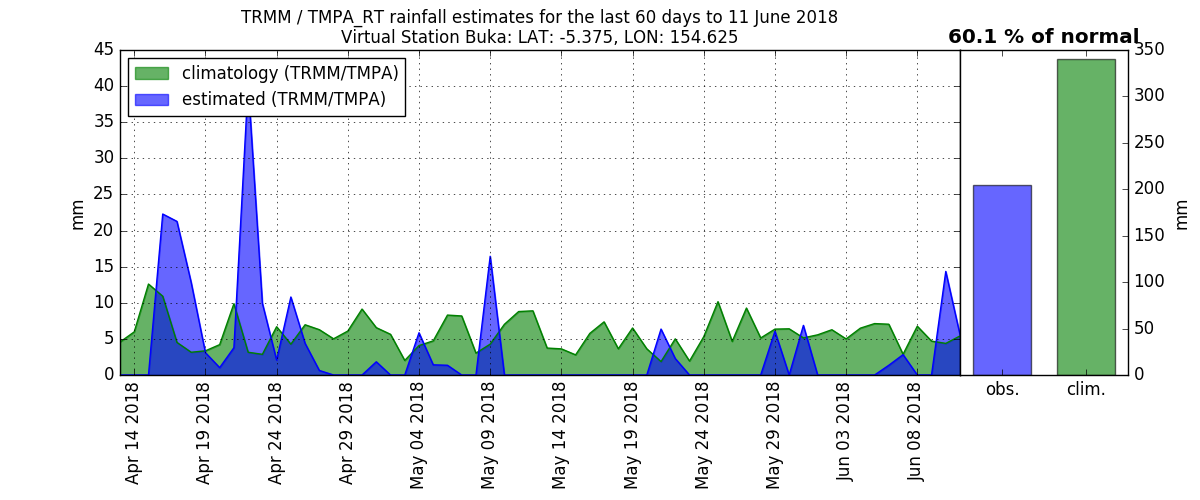 TRMM / TMPA_RT rainfall estimates for the last 60 days to 11 June 2018
Virtual Station Buka: LAT: -5.375, LON: 154.625
60.1 % of normal
climatology (TRMM/TMPA)
estimated (TRMM/TMPA)
45
40
35
30
25
20
15
10
5
0
mm
Apr 14 2018
Apr 19 2018
Apr 24 2018
Apr 29 2018
May 04 2018
May 09 2018
May 14 2018
May 19 2018
May 24 2018
May 29 2018
Jun 03 2018
Jun 08 2018
obs.
clim.
350
300
250
200
150
100
50
0
mm